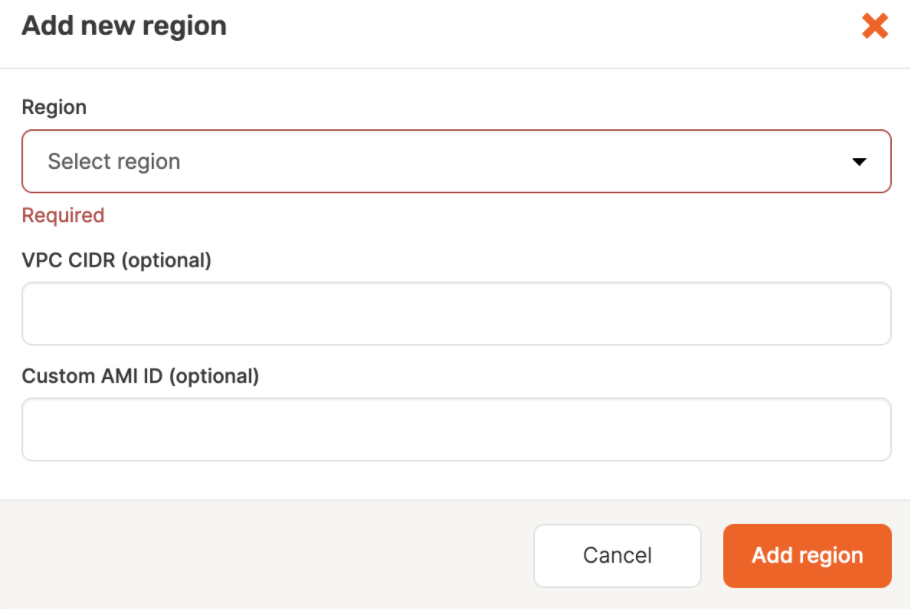 Add new region
Region
Select region
Required
VPC CIDR (optional)
Custom AMI ID (optional)
Cancel
Add region